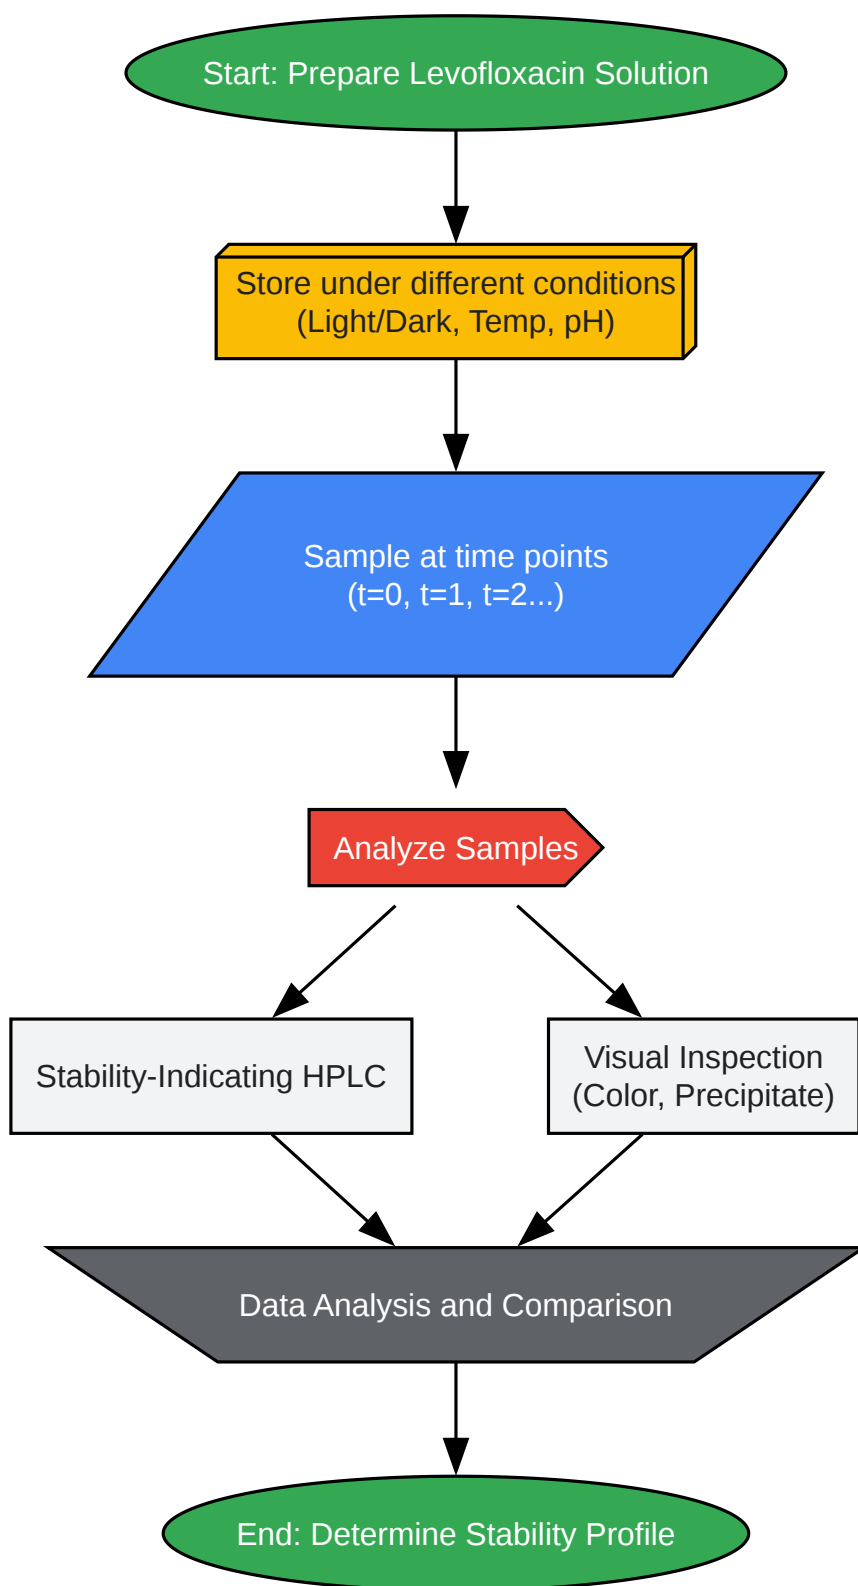 Start: Prepare Levofloxacin Solution
Store under different conditions
(Light/Dark, Temp, pH)
Sample at time points
(t=0, t=1, t=2...)
Analyze Samples
Stability-Indicating HPLC
Visual Inspection
(Color, Precipitate)
Data Analysis and Comparison
End: Determine Stability Profile